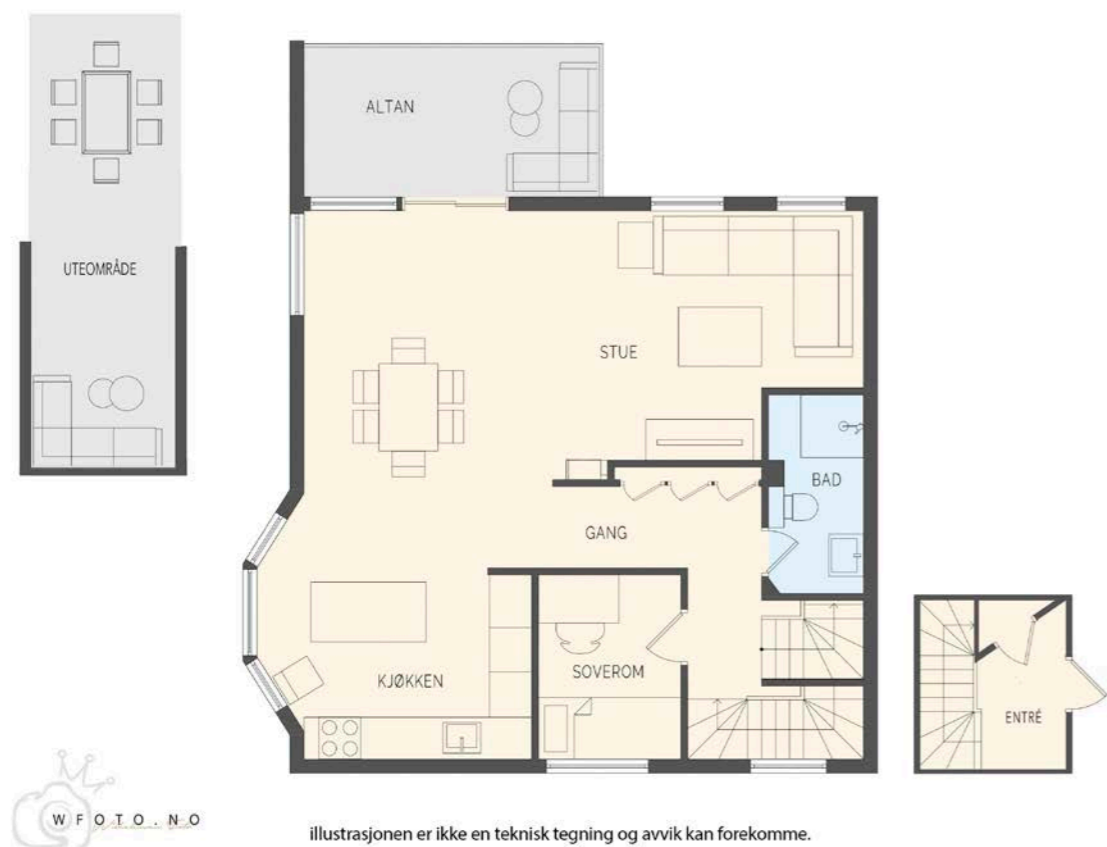 ALTAN
UTEOMRÅDE
STUE
BAD
GANG
SOVEROM
KJØKKEN
ENTRÉ
WFOTO.NO
illustrasjonen er ikke en teknisk tegning og avvik kan forekomme.